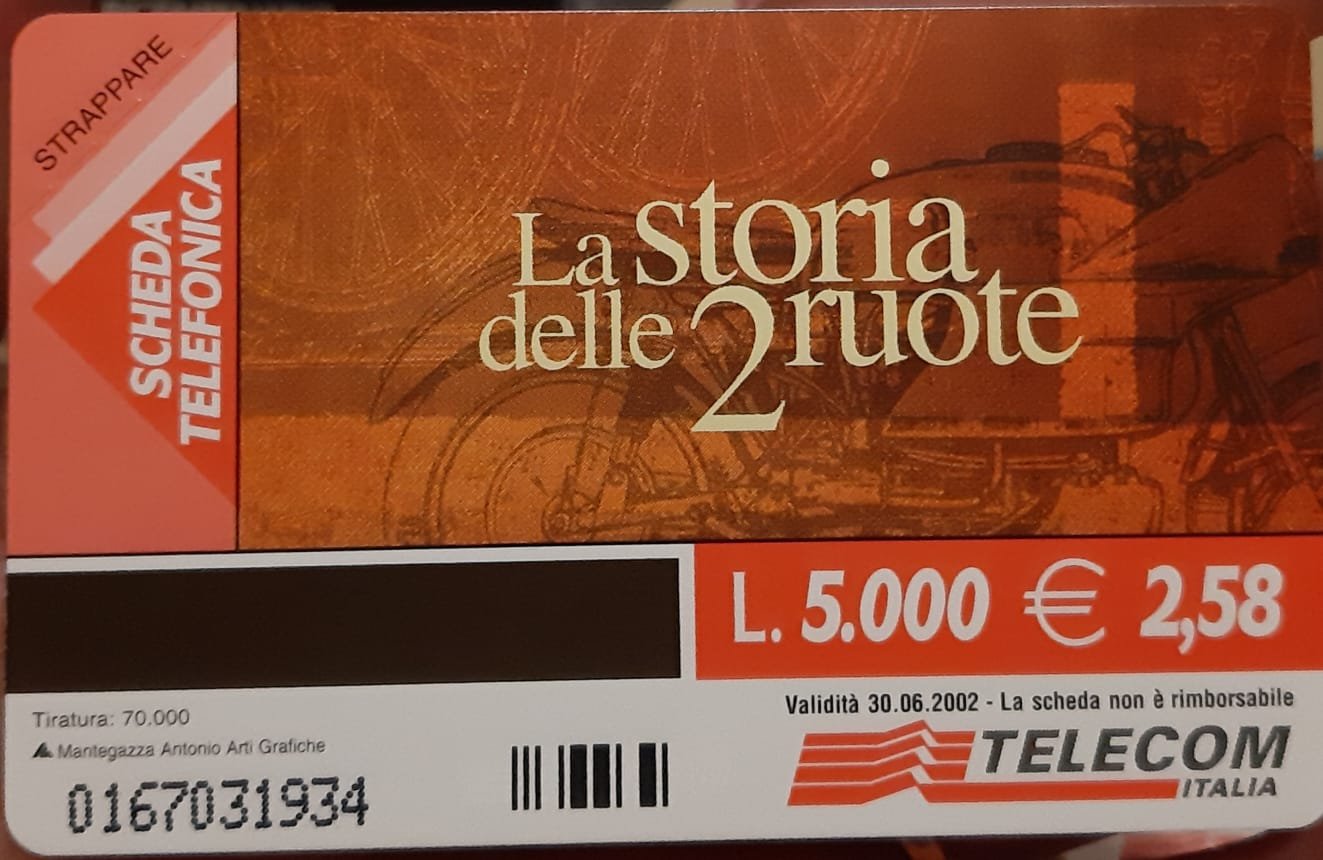 STRAPPARE
SCHEDA
TELEFONICA
La storia
delle 2 ruote
L. 5.000 € 2,58
Validità 30.06.2002 - La scheda non è rimborsabile
Tiratura: 70.000
Mantegazza Antonio Arti Grafiche
0167031934
TELECOM
ITALIA